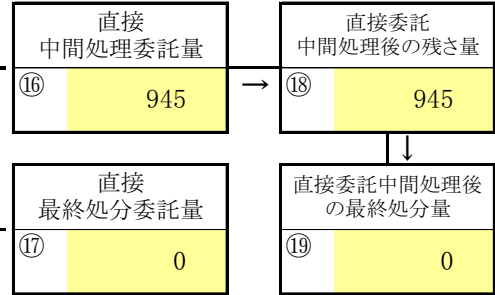 直接
中間処理委託量
⑯ 945
→
直接委託
中間処理後の残さ量
⑱ 945
↓
直接
最終処分委託量
⑰ 0
直接委託中間処理後
の最終処分量
⑲ 0